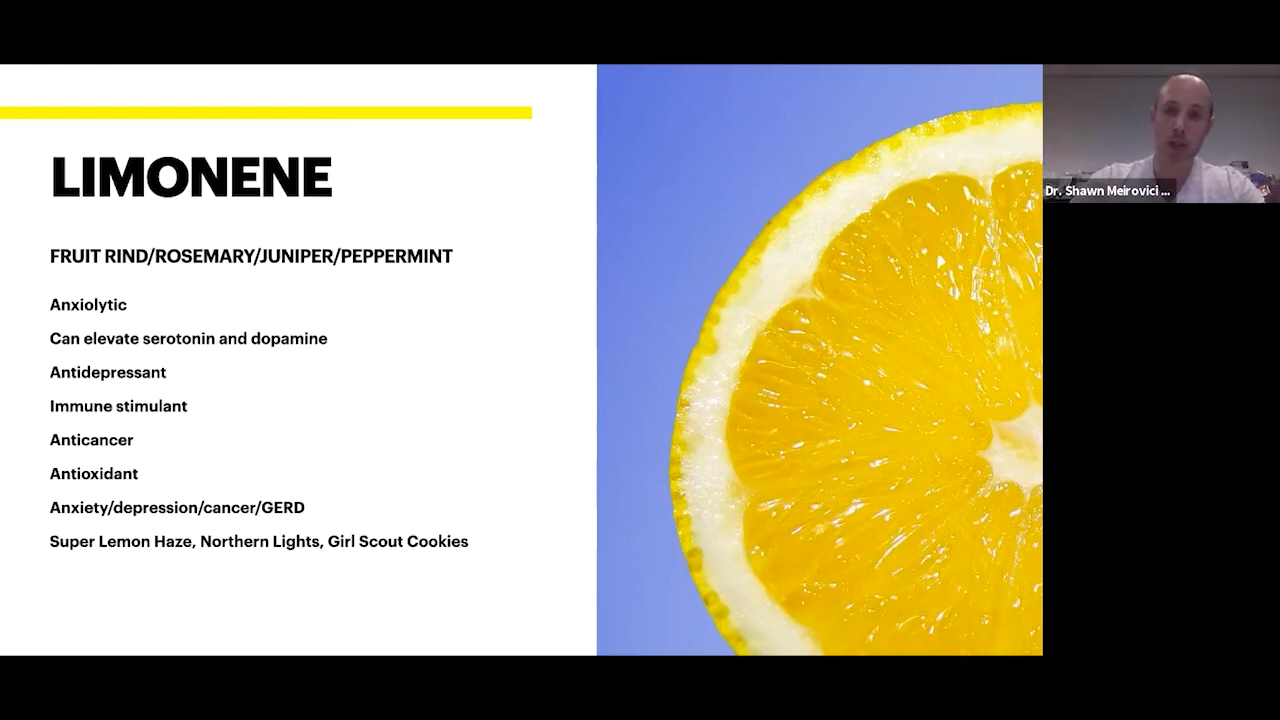 LIMONENE
FRUIT RIND/ROSEMARY/JUNIPER/PEPPERMINT
Anxiolytic
Can elevate serotonin and dopamine
Antidepressant
Immune stimulant
Anticancer
Antioxidant
Anxiety/depression/cancer/GERD
Super Lemon Haze, Northern Lights, Girl Scout Cookies
Dr. Shawn Meirovici ...